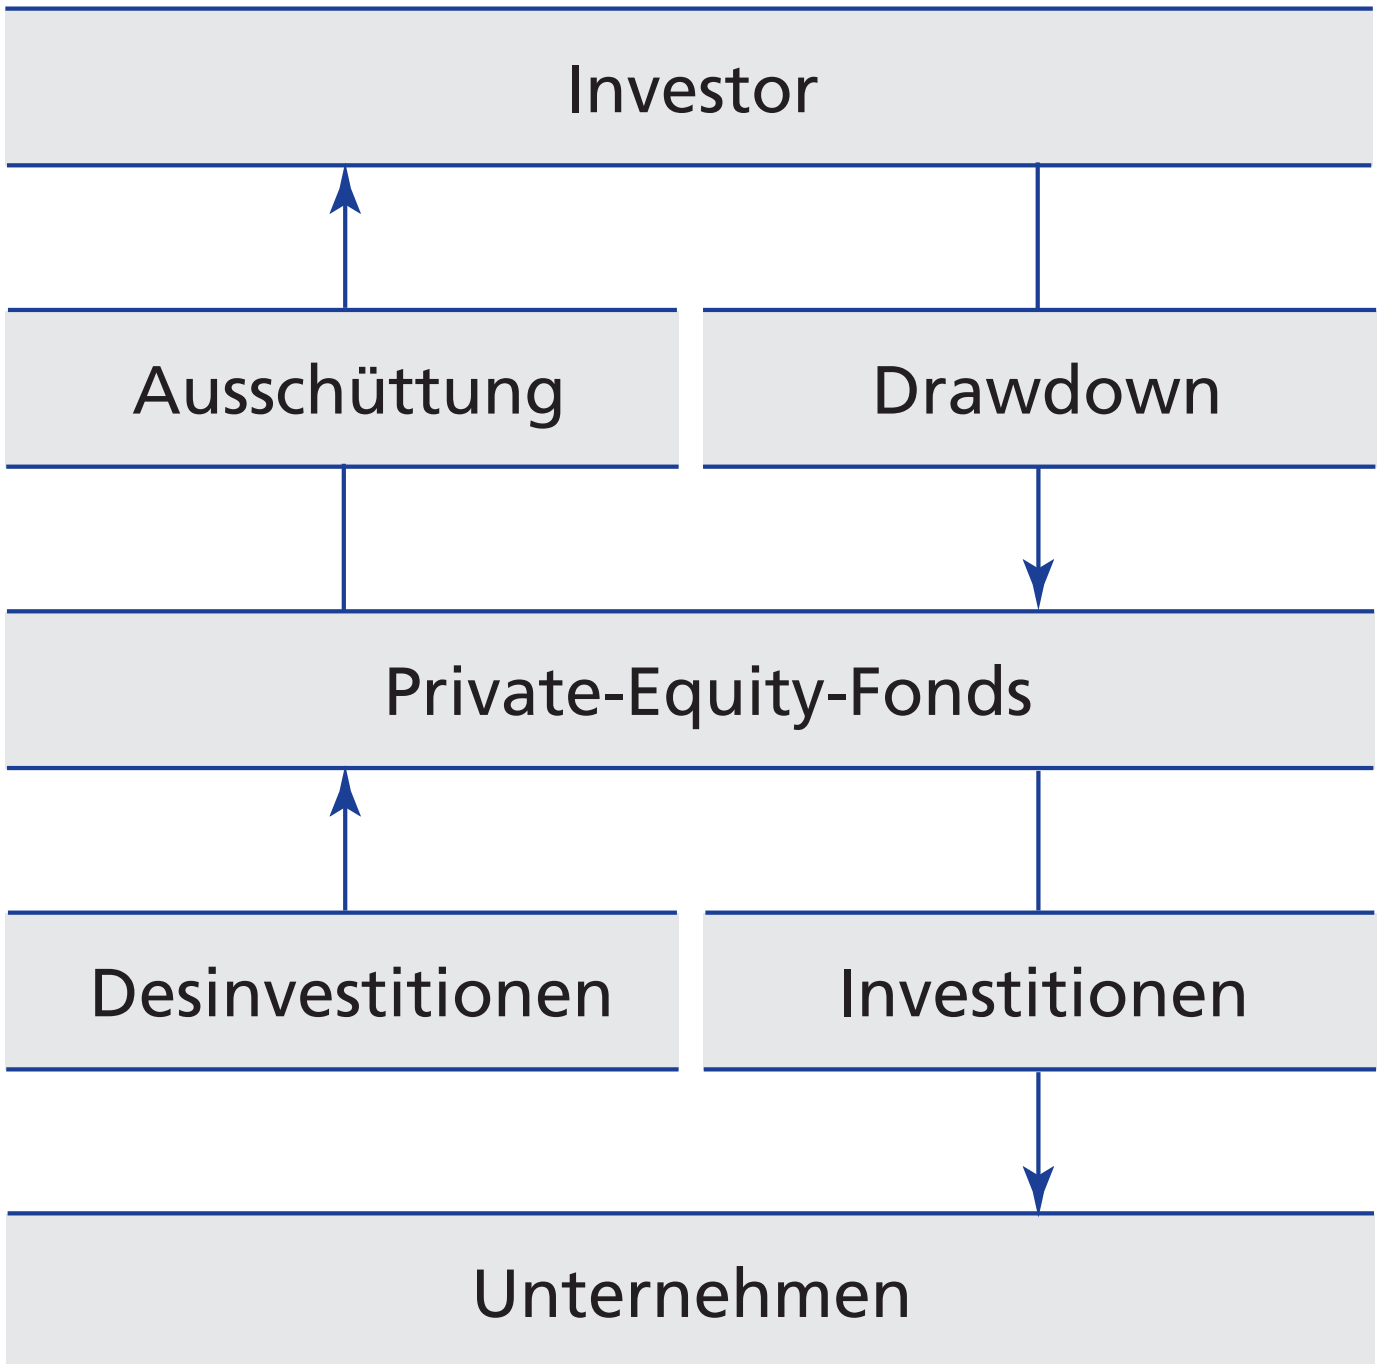 Investor
Ausschüttung
Drawdown
Private-Equity-Fonds
Desinvestitionen
Investitionen
Unternehmen